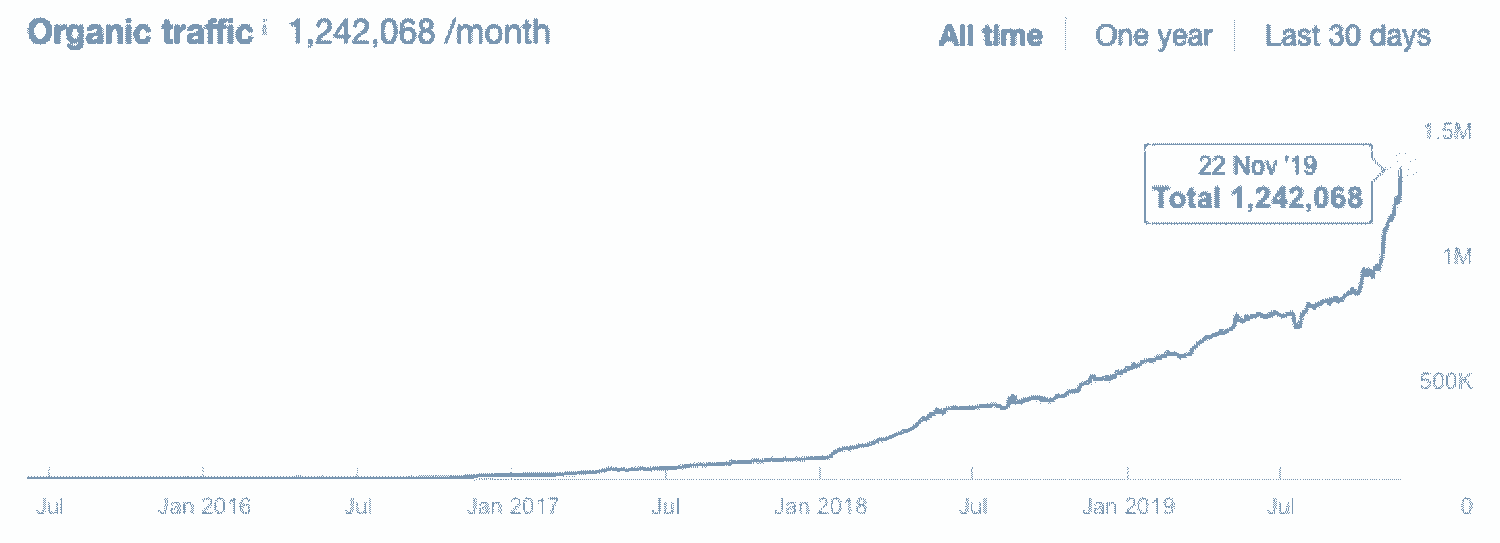 Organic traffic i 1,242,068 /month
All time One year Last 30 days
1.5M
22 Nov '19
Total 1,242,068
1M
500K
Jul Jan 2016 Jul Jan 2017 Jul Jan 2018 Jul Jan 2019 Jul 0